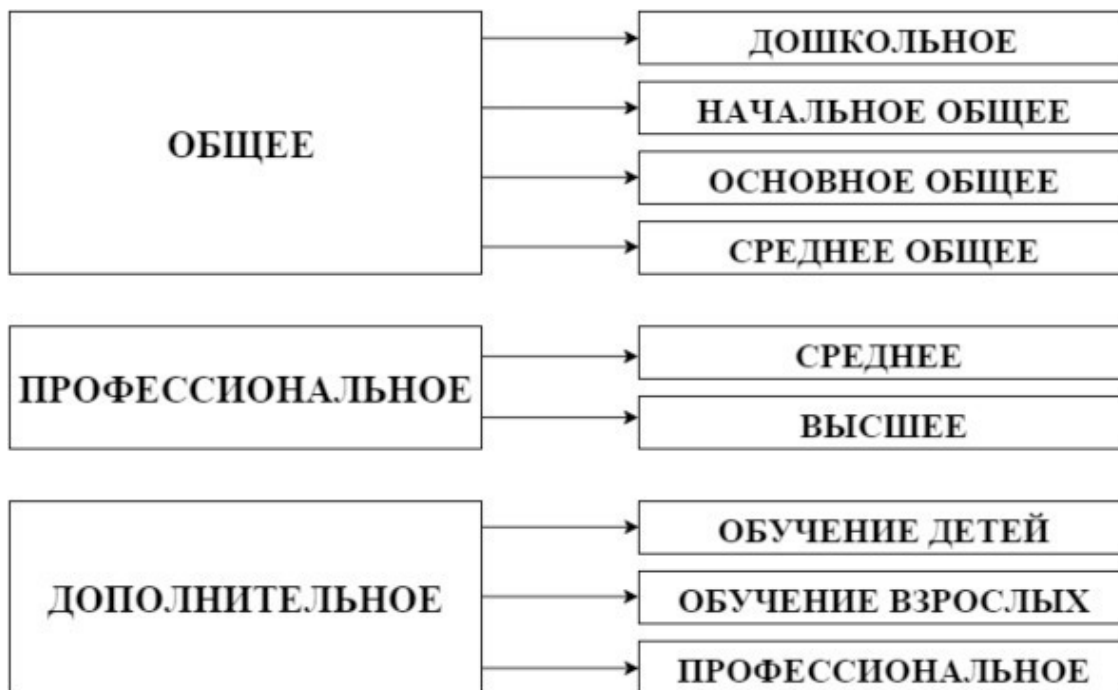 ОБЩЕЕ
ДОШКОЛЬНОЕ
НАЧАЛЬНОЕ ОБЩЕЕ
ОСНОВНОЕ ОБЩЕЕ
СРЕДНЕЕ ОБЩЕЕ
ПРОФЕССИОНАЛЬНОЕ
СРЕДНЕЕ
ВЫСШЕЕ
ДОПОЛНИТЕЛЬНОЕ
ОБУЧЕНИЕ ДЕТЕЙ
ОБУЧЕНИЕ ВЗРОСЛЫХ
ПРОФЕССИОНАЛЬНОЕ